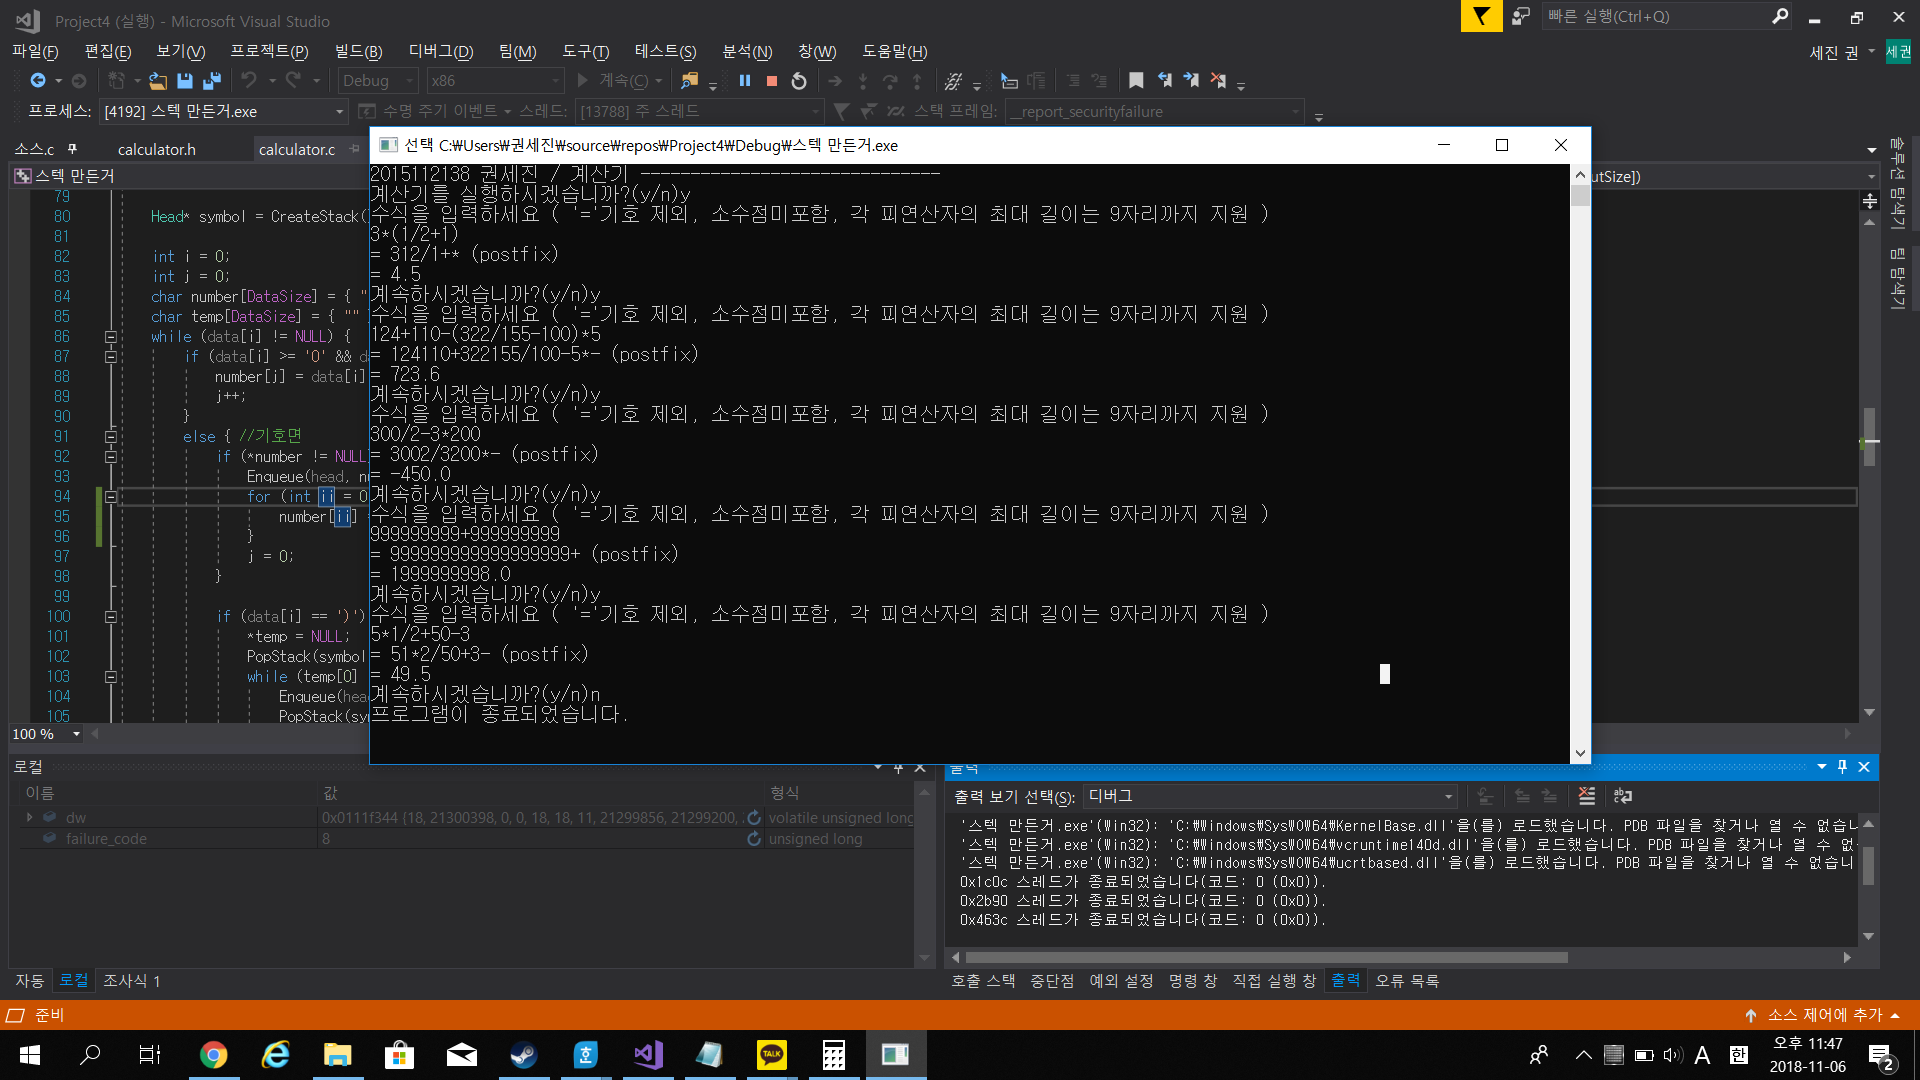 Project4 (실행) - Microsoft Visual Studio
빠른 실행(Ctrl+Q)
파일(F) 편집(E) 보기(V) 프로젝트(P) 빌드(B) 디버그(D) 팀(M) 도구(T) 테스트(S) 분석(N) 창(W) 도움말(H)
세진 권 세권
Debug x86 계속(C)
프로세스: [4192] 스텍 만든거.exe 수명 주기 이벤트 스레드: [13788] 주 스레드 스택 프레임: __report_securityfailure
소스.c calculator.h calculator.c
선택 C:₩Users₩권세진₩source₩repos₩Project4₩Debug₩스텍 만든거.exe
스텍 만든거
utSize])
솔루션 탐색기
팀 탐색기
79
80 Head* symbol = CreateStack(
81
82 int i = 0;
83 int j = 0;
84 char number[DataSize] = { "
85 char temp[DataSize] = { ""
86 while (data[i] != NULL) {
87 if (data[i] >= '0' && d
88 number[j] = data[i]
89 j++;
90 }
91 else { //기호면
92 if (*number != NULL
93 Enqueue(head, nu
94 for (int ii = 0
95 number[ii]
96 }
97 j = 0;
98 }
99
100 if (data[i] == ')')
101 *temp = NULL;
102 PopStack(symbol
103 while (temp[0]
104 Enqueue(hea
105 PopStack(sy
2015112138 권세진 / 계산기 ------------------------------
계산기를 실행하시겠습니까?(y/n)y
수식을 입력하세요 ( '='기호 제외, 소수점미포함, 각 피연산자의 최대 길이는 9자리까지 지원 )
3*(1/2+1)
= 312/1+* (postfix)
= 4.5
계속하시겠습니까?(y/n)y
수식을 입력하세요 ( '='기호 제외, 소수점미포함, 각 피연산자의 최대 길이는 9자리까지 지원 )
124+110-(322/155-100)*5
= 124110+322155/100-5*- (postfix)
= 723.6
계속하시겠습니까?(y/n)y
수식을 입력하세요 ( '='기호 제외, 소수점미포함, 각 피연산자의 최대 길이는 9자리까지 지원 )
300/2-3*200
= 3002/3200*- (postfix)
= -450.0
계속하시겠습니까?(y/n)y
수식을 입력하세요 ( '='기호 제외, 소수점미포함, 각 피연산자의 최대 길이는 9자리까지 지원 )
999999999+999999999
= 999999999999999999+ (postfix)
= 1999999998.0
계속하시겠습니까?(y/n)y
수식을 입력하세요 ( '='기호 제외, 소수점미포함, 각 피연산자의 최대 길이는 9자리까지 지원 )
5*1/2+50-3
= 51*2/50+3- (postfix)
= 49.5
계속하시겠습니까?(y/n)n
프로그램이 종료되었습니다.
100 %
로컬
이름 값 형식
dw 0x0111f344 {18, 21300398, 0, 0, 18, 18, 11, 21299856, 21299200, volatile unsigned long
failure_code 8 unsigned long
자동 로컬 조사식 1
출력
출력 보기 선택(S): 디버그
'스텍 만든거.exe'(Win32): 'C:₩Windows₩SysWOW64₩KernelBase.dll'을(를) 로드했습니다. PDB 파일을 찾거나 열 수 없습니
'스텍 만든거.exe'(Win32): 'C:₩Windows₩SysWOW64₩vcruntime140d.dll'을(를) 로드했습니다. PDB 파일을 찾거나 열 수 없
'스텍 만든거.exe'(Win32): 'C:₩Windows₩SysWOW64₩ucrtbased.dll'을(를) 로드했습니다. PDB 파일을 찾거나 열 수 없습니
0x1c0c 스레드가 종료되었습니다(코드: 0 (0x0)).
0x2b90 스레드가 종료되었습니다(코드: 0 (0x0)).
0x463c 스레드가 종료되었습니다(코드: 0 (0x0)).
호출 스택 중단점 예외 설정 명령 창 직접 실행 창 출력 오류 목록
준비
소스 제어에 추가
TALK
A 한 오후 11:47
2018-11-06
2